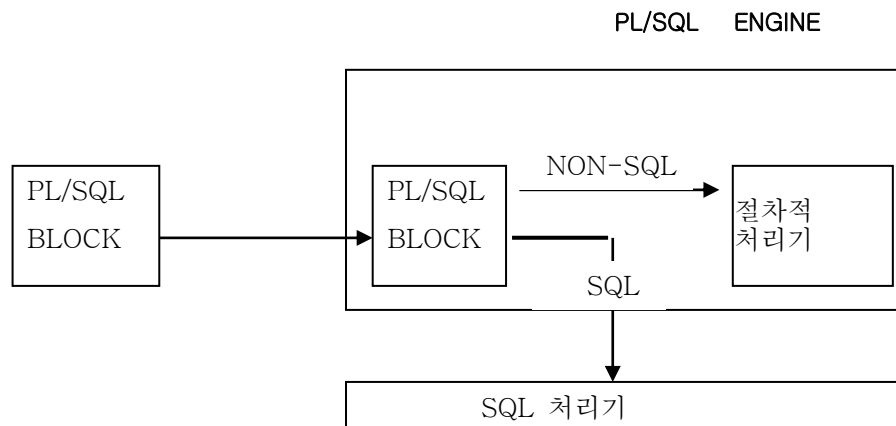 PL/SQL ENGINE
PL/SQL
BLOCK
PL/SQL
BLOCK
NON-SQL
절차적
처리기
SQL
SQL 처리기